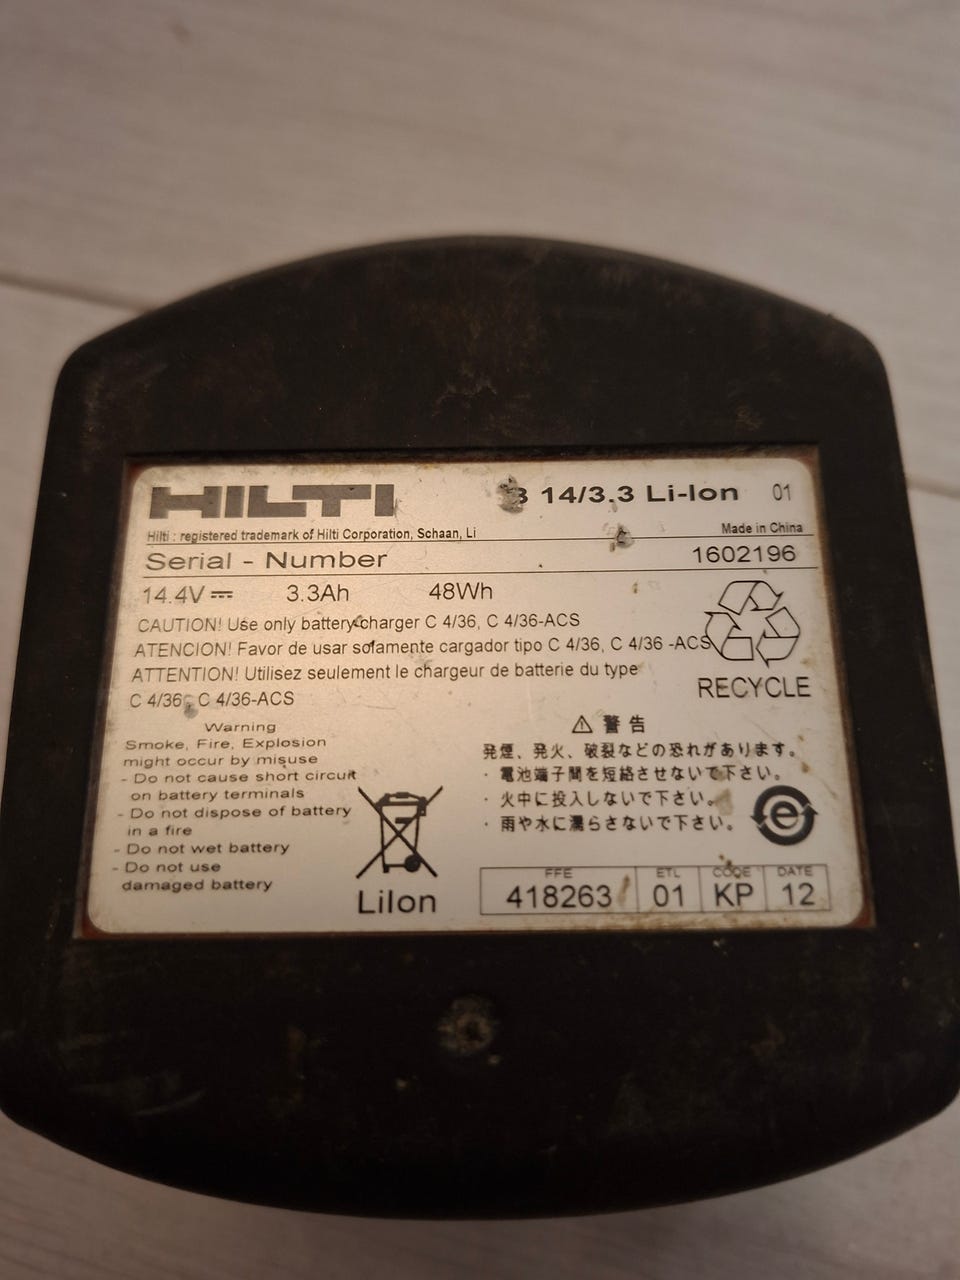 HILTI
B 14/3.3 Li-Ion 01
Hilti : registered trademark of Hilti Corporation, Schaan, Li
Made in China
Serial - Number
1602196
14.4V 3.3Ah 48Wh
CAUTION! Use only battery charger C 4/36, C 4/36-ACS
ATENCION! Favor de usar solamente cargador tipo C 4/36, C 4/36 -ACS
ATTENTION! Utilisez seulement le chargeur de batterie du type
C 4/36, C 4/36-ACS
RECYCLE
Warning
Smoke, Fire, Explosion
might occur by misuse
- Do not cause short circuit
on battery terminals
- Do not dispose of battery
in a fire
- Do not wet battery
- Do not use
damaged battery
LiIon
⚠ 警告
発煙、発火、破裂などの恐れがあります。
・電池端子間を短絡させないで下さい。
・火中に投入しないで下さい。
・雨や水に濡らさないで下さい。
e
FFE ETL CODE DATE
418263 01 KP 12